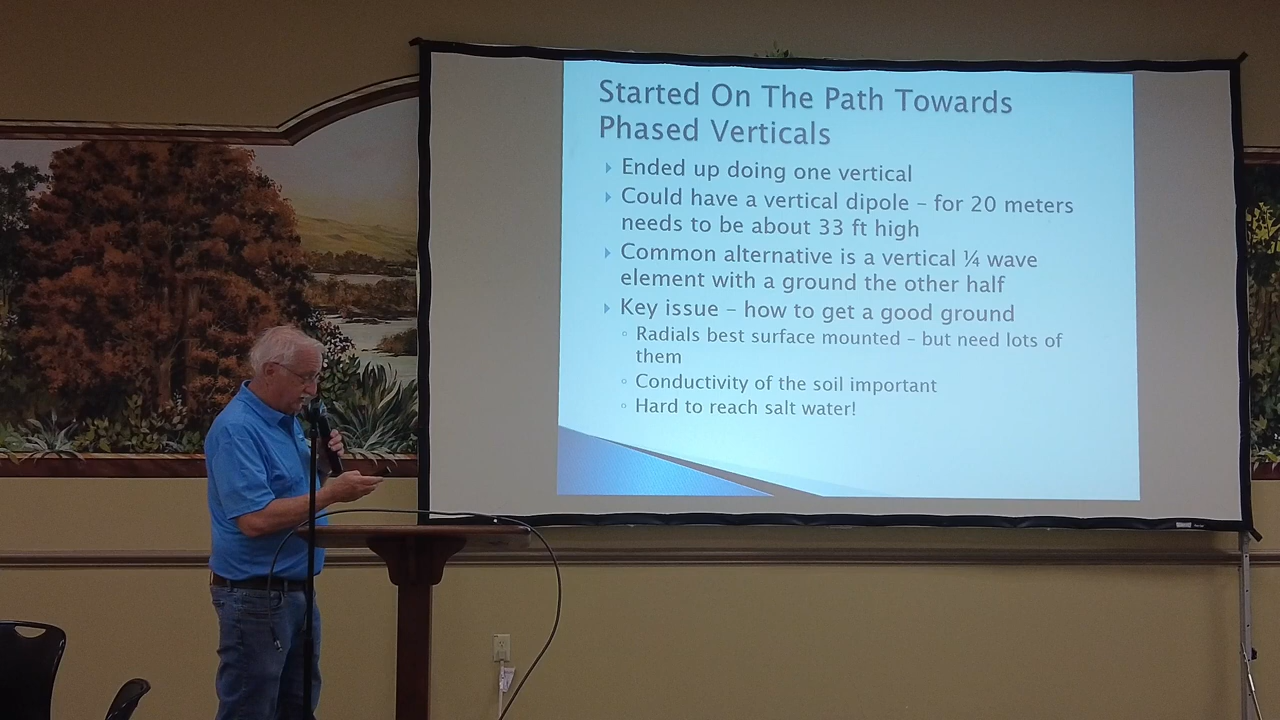 Started On The Path Towards
Phased Verticals
Ended up doing one vertical
Could have a vertical dipole – for 20 meters
needs to be about 33 ft high
Common alternative is a vertical ¼ wave
element with a ground the other half
Key issue – how to get a good ground
Radials best surface mounted – but need lots of
them
Conductivity of the soil important
Hard to reach salt water!